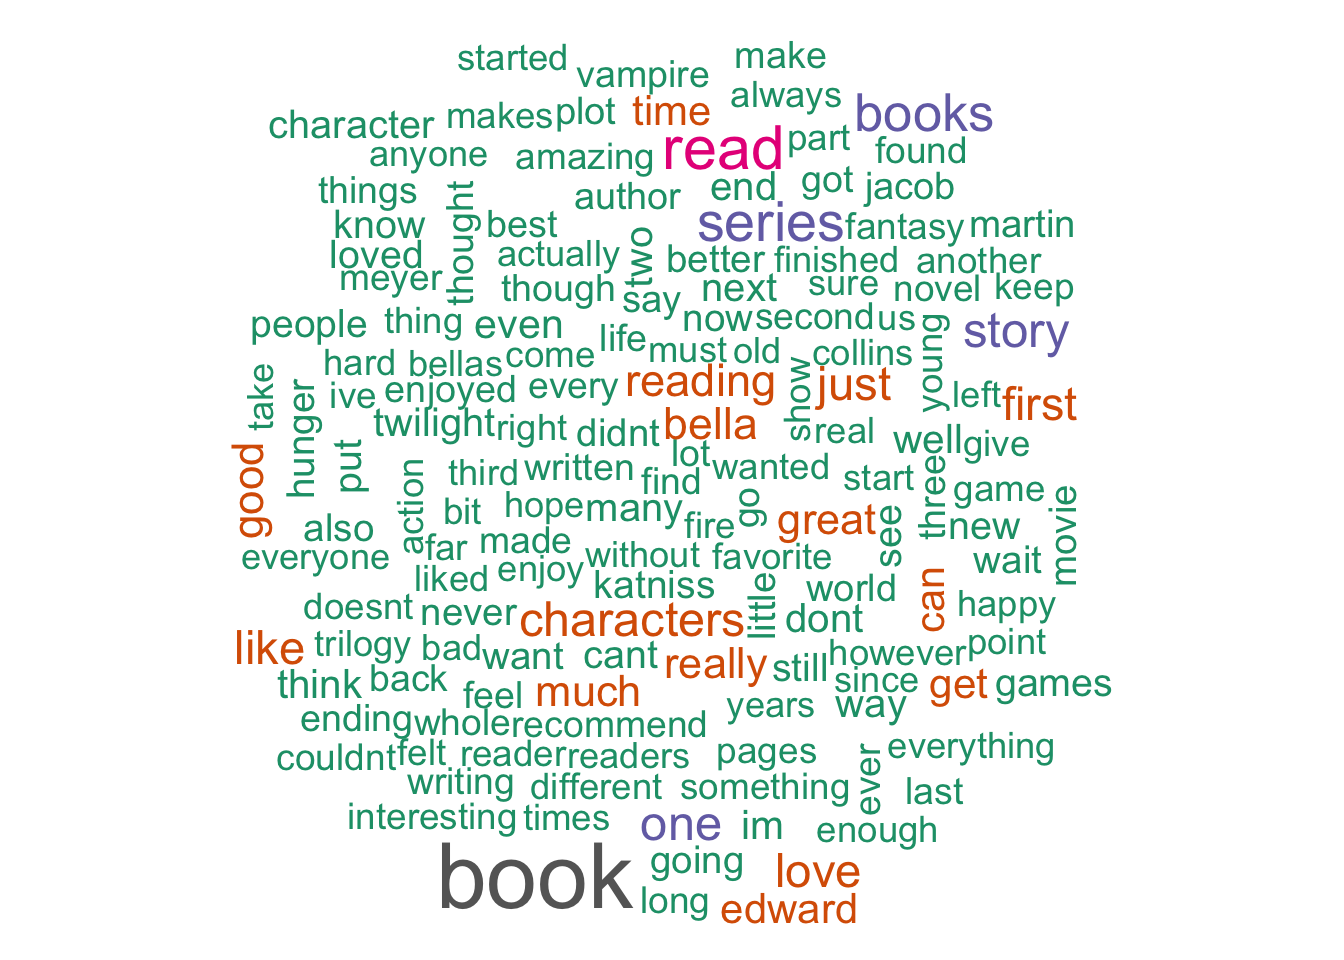 started vampire make
character makes plot time always books
anyone amazing read part found
things author end got jacob
know thought best series fantasy martin
loved actually two better finished another
meyer though say next sure novel keep
people thing even life now second us story
hard bellas come must old collins young
take hunger ive enjoyed every reading show just left first
twilight right didnt bella real well give
good put action third written lot wanted start three game
bit hope many find go great see new movie
also far made fire
everyone liked enjoy without favorite wait
katniss little world can happy
doesnt never characters dont
like trilogy bad want cant really still however point
think back feel much since get games
ending whole recommend years way
couldnt felt reader readers pages ever everything
writing different something last
interesting times one im enough
book going love
long edward